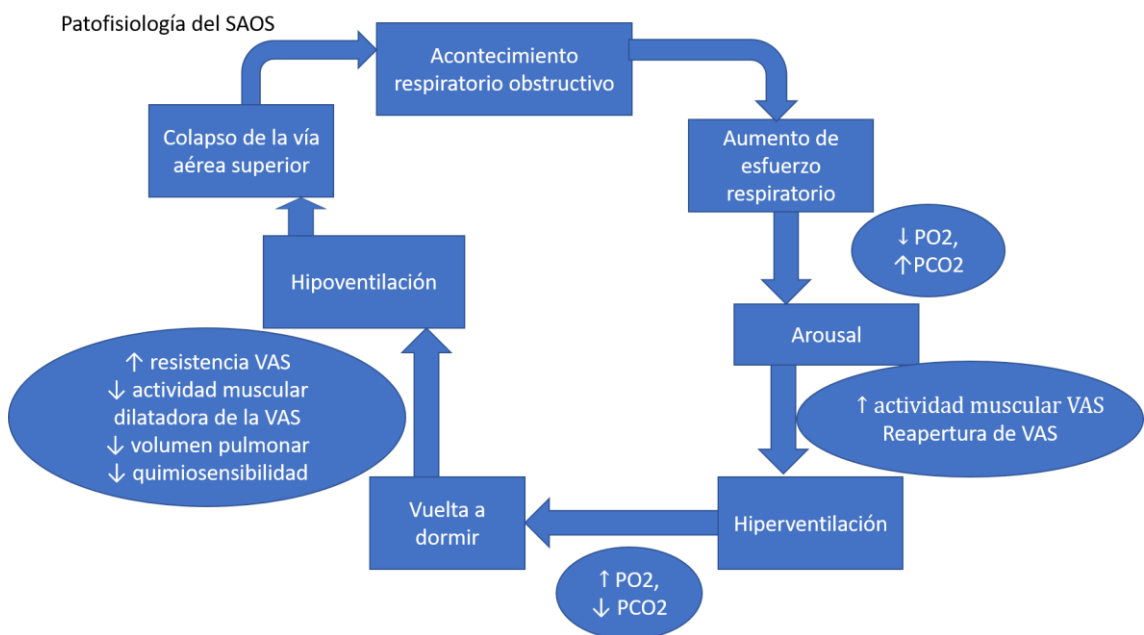 Patofisiología del SAOS
Acontecimiento
respiratorio obstructivo
Colapso de la vía
aérea superior
Aumento de
esfuerzo
respiratorio
↓ PO2,
↑PCO2
Hipoventilación
Arousal
↑ resistencia VAS
↓ actividad muscular
dilatadora de la VAS
↓ volumen pulmonar
↓ quimiosensibilidad
↑ actividad muscular VAS
Reapertura de VAS
Vuelta a
dormir
Hiperventilación
↑ PO2,
↓ PCO2